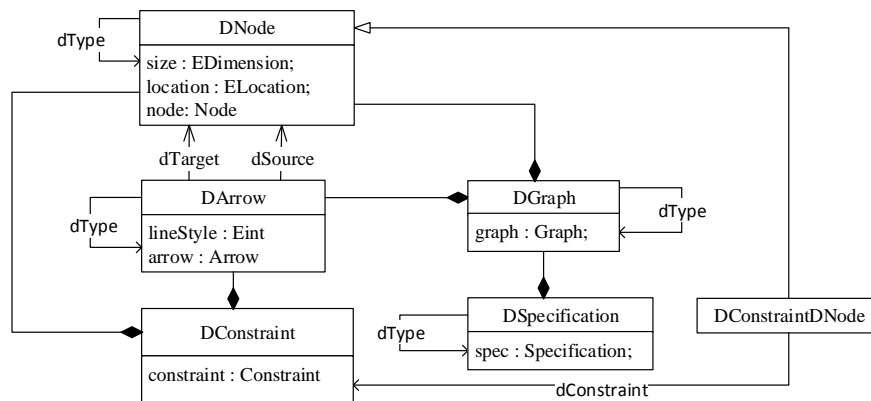 DNode
dType
size : EDimension;
location : ELocation;
node: Node
dTarget
dSource
DArrow
dType
lineStyle : Eint
arrow : Arrow
DGraph
graph : Graph;
dType
DConstraint
constraint : Constraint
DSpecification
dType
spec : Specification;
DConstraintDNode
dConstraint